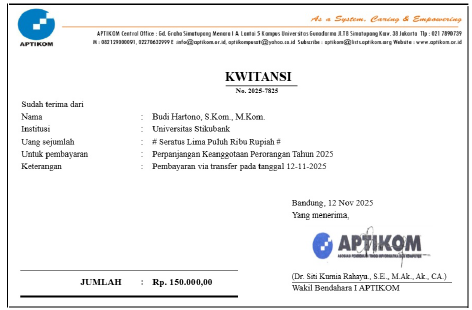 As a System, Caring & Empowering
APTIKOM
APTIKOM Central Office : Gd. Graha Simatupang Menara I A. Lantai 5 Kampus Universitas Gunadarma Jl.TB Simatupang Kav. 38 Jakarta Tlp : 021 7890739
M : 082129000091, 02270632999 E info@aptikom.or.id, aptikompusat@yahoo.co.id Subscribe : aptikom@lists.aptikom.org Website : www.aptikom.or.id
KWITANSI
No. 2025-7825
Sudah terima dari
Nama : Budi Hartono, S.Kom., M.Kom.
Institusi : Universitas Stikubank
Uang sejumlah : # Seratus Lima Puluh Ribu Rupiah #
Untuk pembayaran : Perpanjangan Keanggotaan Perorangan Tahun 2025
Keterangan : Pembayaran via transfer pada tanggal 12-11-2025
Bandung, 12 Nov 2025
Yang menerima,
APTIKOM
JUMLAH : Rp. 150.000,00
(Dr. Siti Kurnia Rahayu., S.E., M.Ak., Ak., CA.)
Wakil Bendahara I APTIKOM